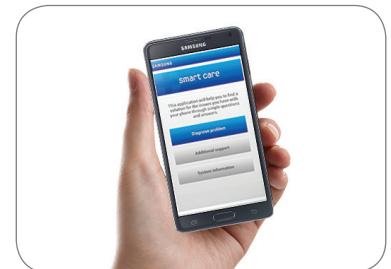 SAMSUNG
SAMSUNG
smart care
This application will help you to find a
solution for the issues you have with
your phone through simple questions
and answers.
Diagnose problem
Additional support
System information